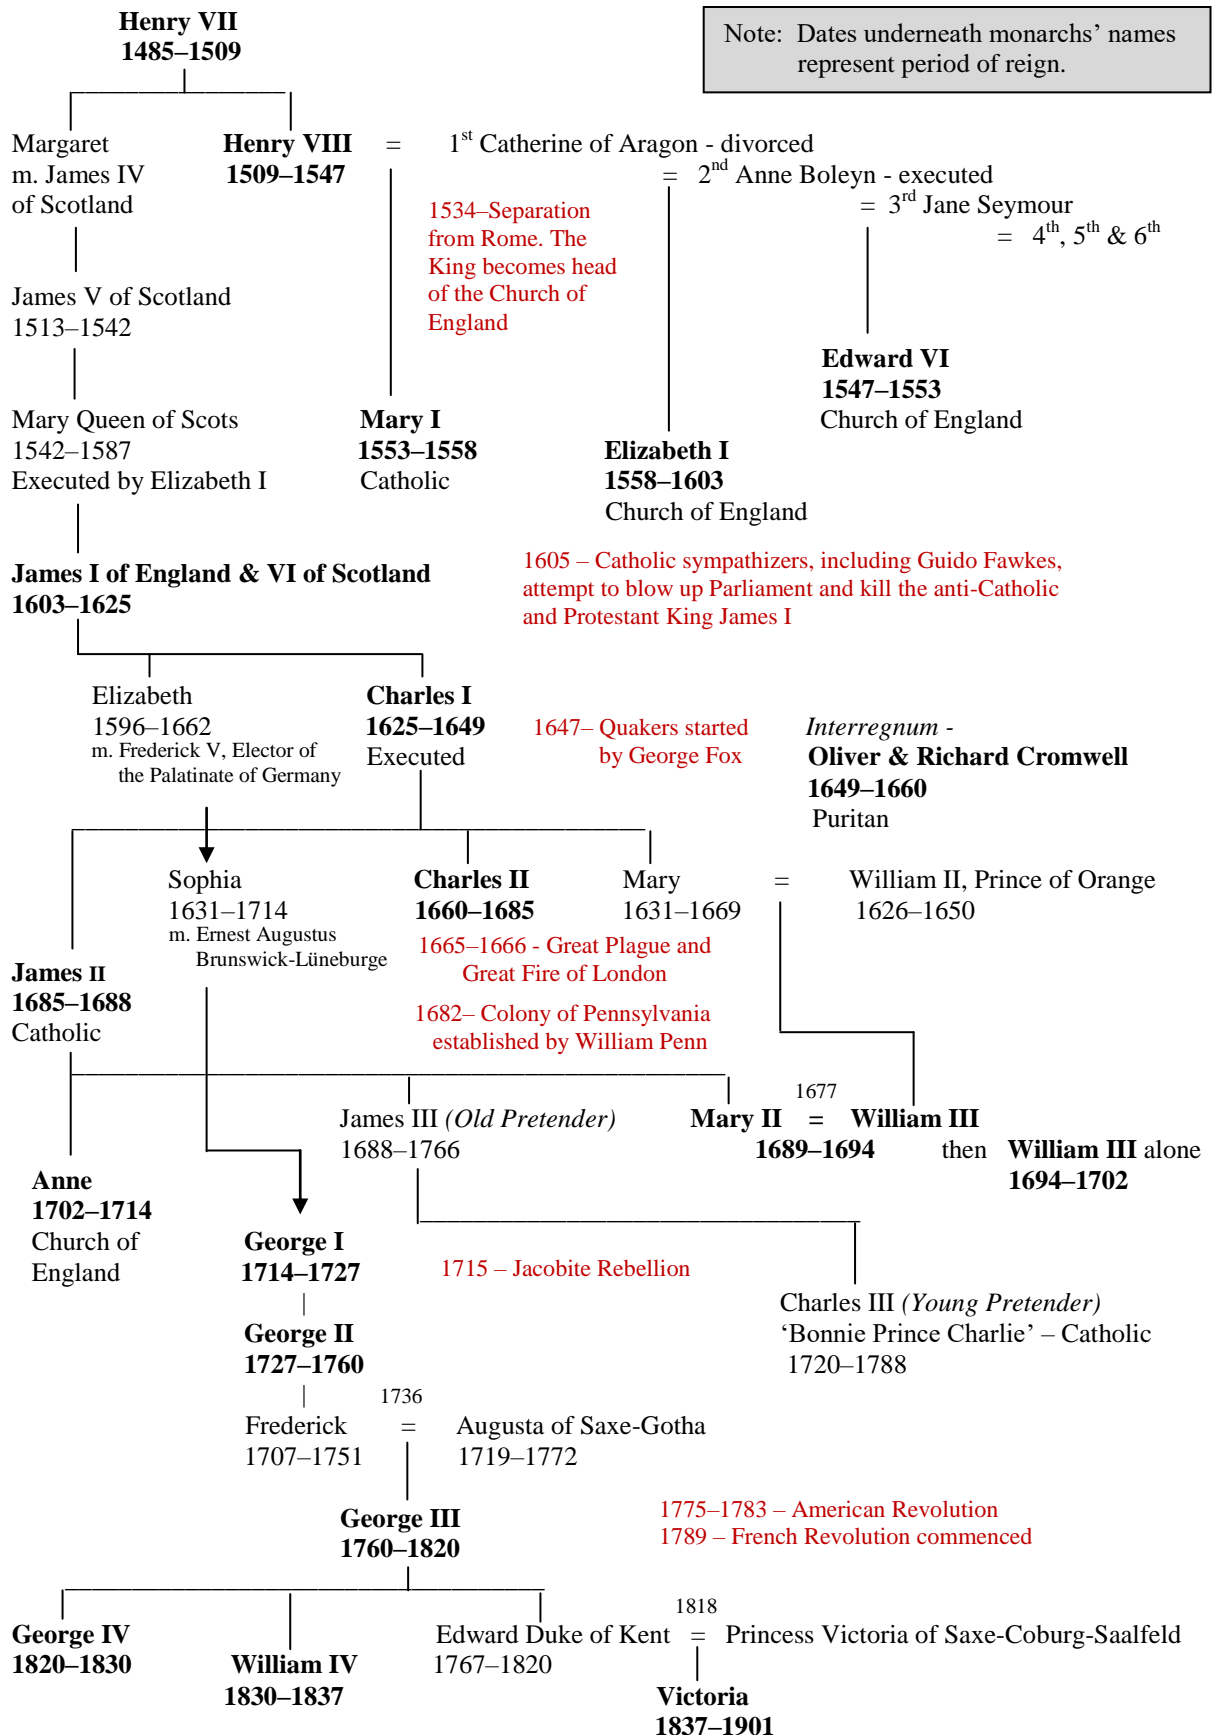 Henry VII
1485–1509
Note: Dates underneath monarchs’ names
represent period of reign.
Margaret
m. James IV
of Scotland
Henry VIII = 1st Catherine of Aragon - divorced
1509–1547
= 2nd Anne Boleyn - executed
= 3rd Jane Seymour
= 4th, 5th & 6th
1534–Separation
from Rome. The
King becomes head
of the Church of
England
James V of Scotland
1513–1542
Edward VI
1547–1553
Church of England
Mary Queen of Scots
1542–1587
Executed by Elizabeth I
Mary I
1553–1558
Catholic
Elizabeth I
1558–1603
Church of England
James I of England & VI of Scotland
1603–1625
1605 – Catholic sympathizers, including Guido Fawkes,
attempt to blow up Parliament and kill the anti-Catholic
and Protestant King James I
Elizabeth
1596–1662
m. Frederick V, Elector of
the Palatinate of Germany
Charles I
1625–1649
Executed
1647– Quakers started
by George Fox
Interregnum -
Oliver & Richard Cromwell
1649–1660
Puritan
Sophia
1631–1714
m. Ernest Augustus
Brunswick-Lüneburge
Charles II
1660–1685
Mary = William II, Prince of Orange
1631–1669
1626–1650
1665–1666 - Great Plague and
Great Fire of London
James II
1685–1688
Catholic
1682– Colony of Pennsylvania
established by William Penn
James III (Old Pretender)
1688–1766
1677
Mary II = William III
1689–1694 then William III alone
1694–1702
Anne
1702–1714
Church of
England
George I
1714–1727
1715 – Jacobite Rebellion
Charles III (Young Pretender)
‘Bonnie Prince Charlie’ – Catholic
1720–1788
George II
1727–1760
1736
Frederick = Augusta of Saxe-Gotha
1707–1751
1719–1772
George III
1760–1820
1775–1783 – American Revolution
1789 – French Revolution commenced
George IV
1820–1830
William IV
1830–1837
1818
Edward Duke of Kent = Princess Victoria of Saxe-Coburg-Saalfeld
1767–1820
Victoria
1837–1901